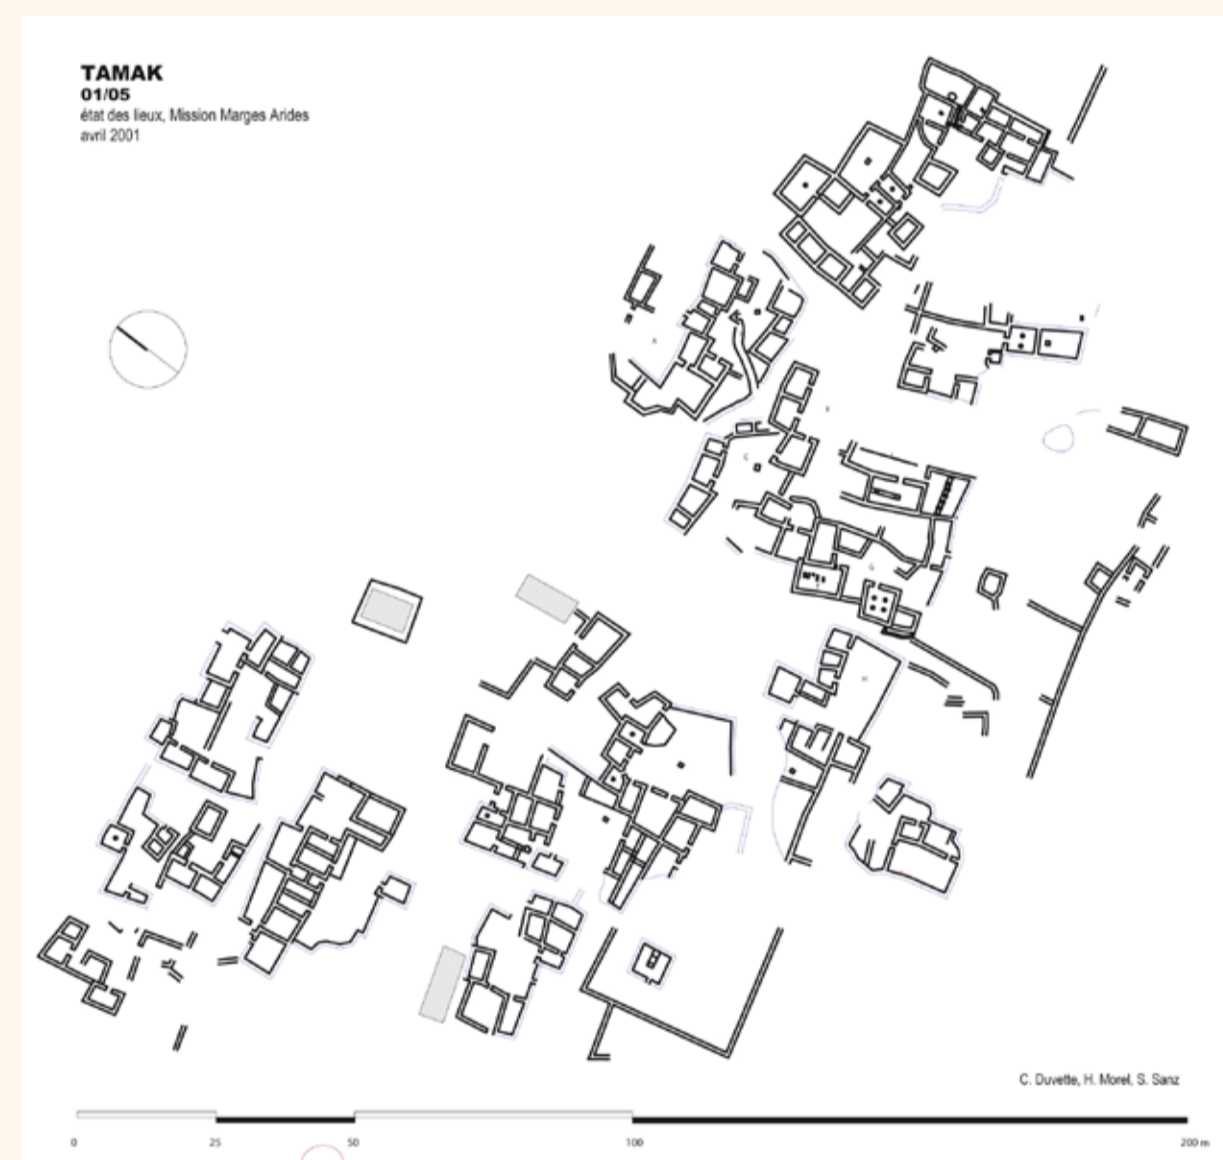 TAMAK
01/05
état des lieux, Mission Marges Arides
avril 2001
C. Duvette, H. Morel, S. Sanz
0 25 50 100 200 m